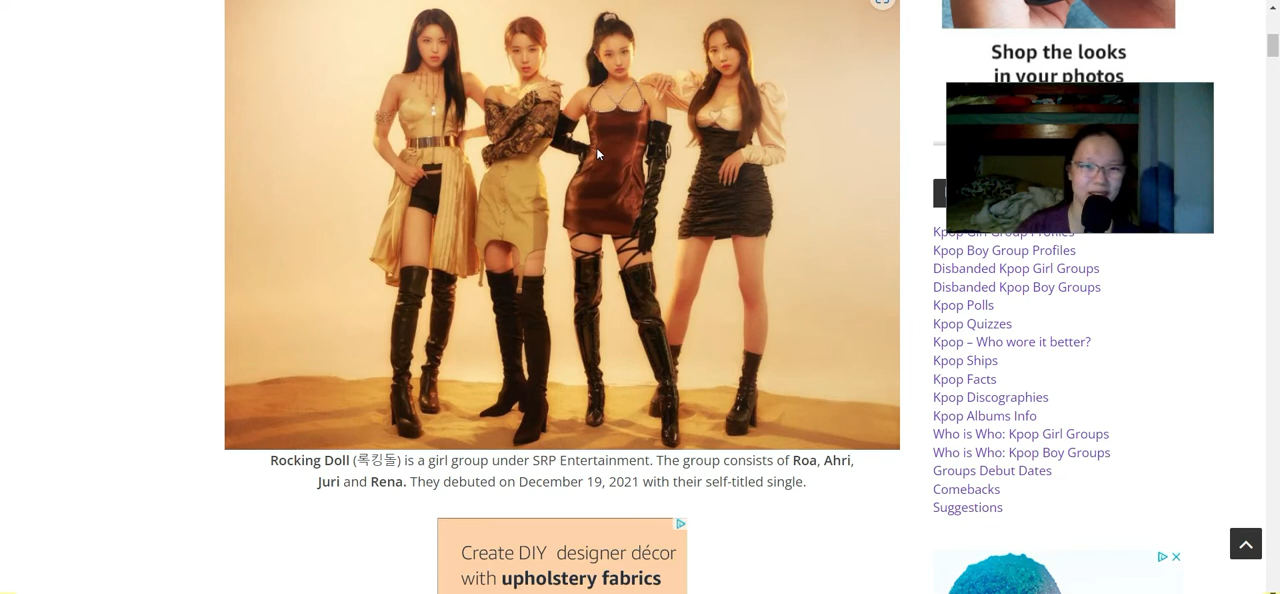 Shop the looks
in your photos
Kpop Girl Group Profiles
Kpop Boy Group Profiles
Disbanded Kpop Girl Groups
Disbanded Kpop Boy Groups
Kpop Polls
Kpop Quizzes
Kpop – Who wore it better?
Kpop Ships
Kpop Facts
Kpop Discographies
Kpop Albums Info
Who is Who: Kpop Girl Groups
Who is Who: Kpop Boy Groups
Groups Debut Dates
Comebacks
Suggestions
Rocking Doll (록킹돌) is a girl group under SRP Entertainment. The group consists of Roa, Ahri,
Juri and Rena. They debuted on December 19, 2021 with their self-titled single.
Create DIY designer décor
with upholstery fabrics